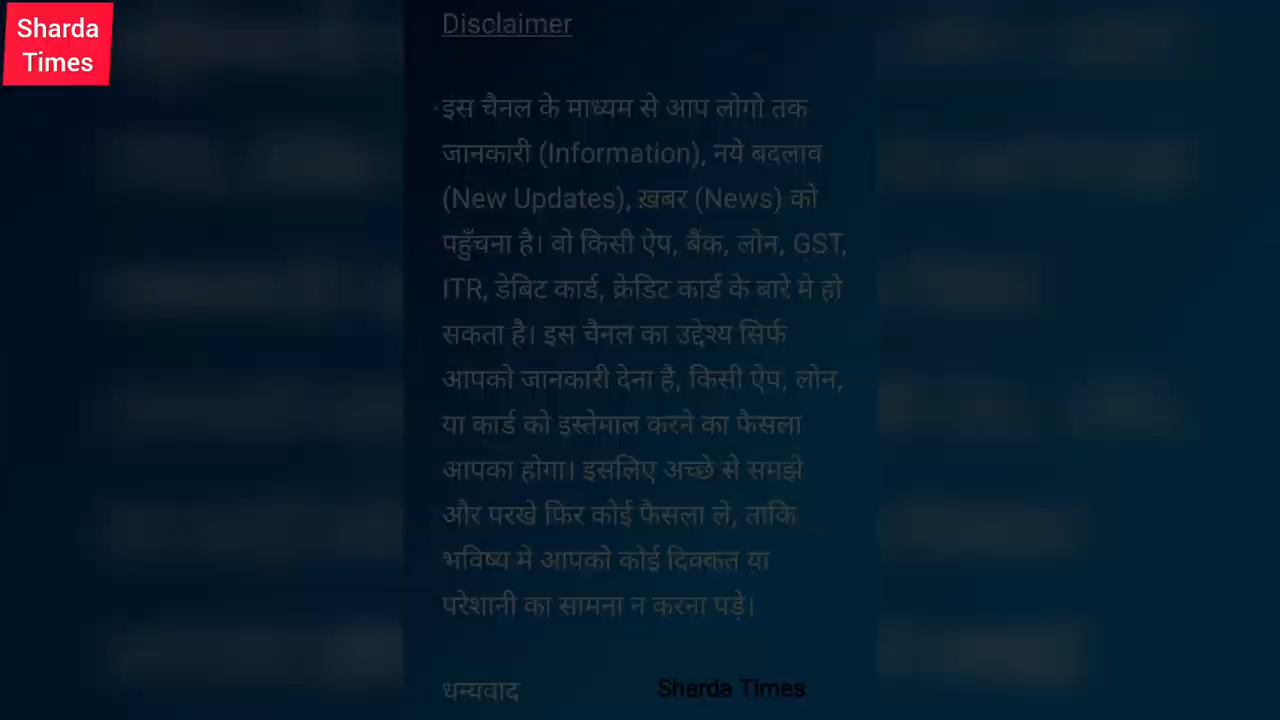 Sharda
Times
Disclaimer
इस चैनल के माध्यम से आप लोगो तक
जानकारी (Information), नये बदलाव
(New Updates), ख़बर (News) को
पहुँचना है। वो किसी ऐप, बैंक, लोन, GST,
ITR, डेबिट कार्ड, क्रेडिट कार्ड के बारे मे हो
सकता है। इस चैनल का उद्देश्य सिर्फ
आपको जानकारी देना है, किसी ऐप, लोन,
या कार्ड को इस्तेमाल करने का फैसला
आपका होगा। इसलिए अच्छे से समझे
और परखे फिर कोई फैसला ले, ताकि
भविष्य में आपको कोई दिक्कत या
परेशानी का सामना न करना पड़े।
धन्यवाद
Sharda Times